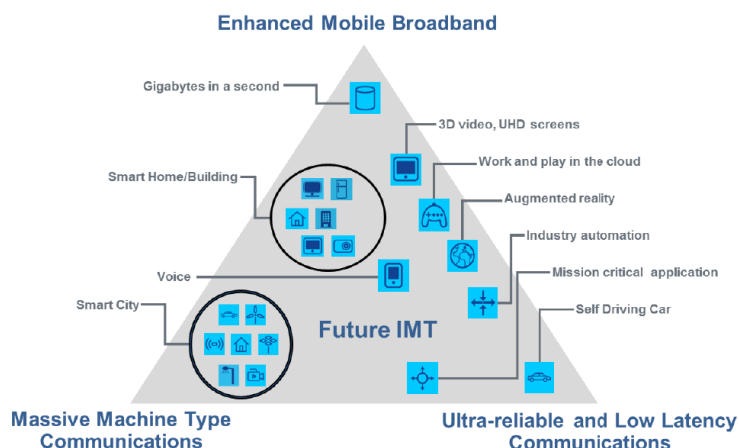 Enhanced Mobile Broadband
Gigabytes in a second
3D video, UHD screens
Work and play in the cloud
Smart Home/Building
Augmented reality
Industry automation
Voice
Mission critical application
Smart City
Self Driving Car
Future IMT
Massive Machine Type
Communications
Ultra-reliable and Low Latency
Communications